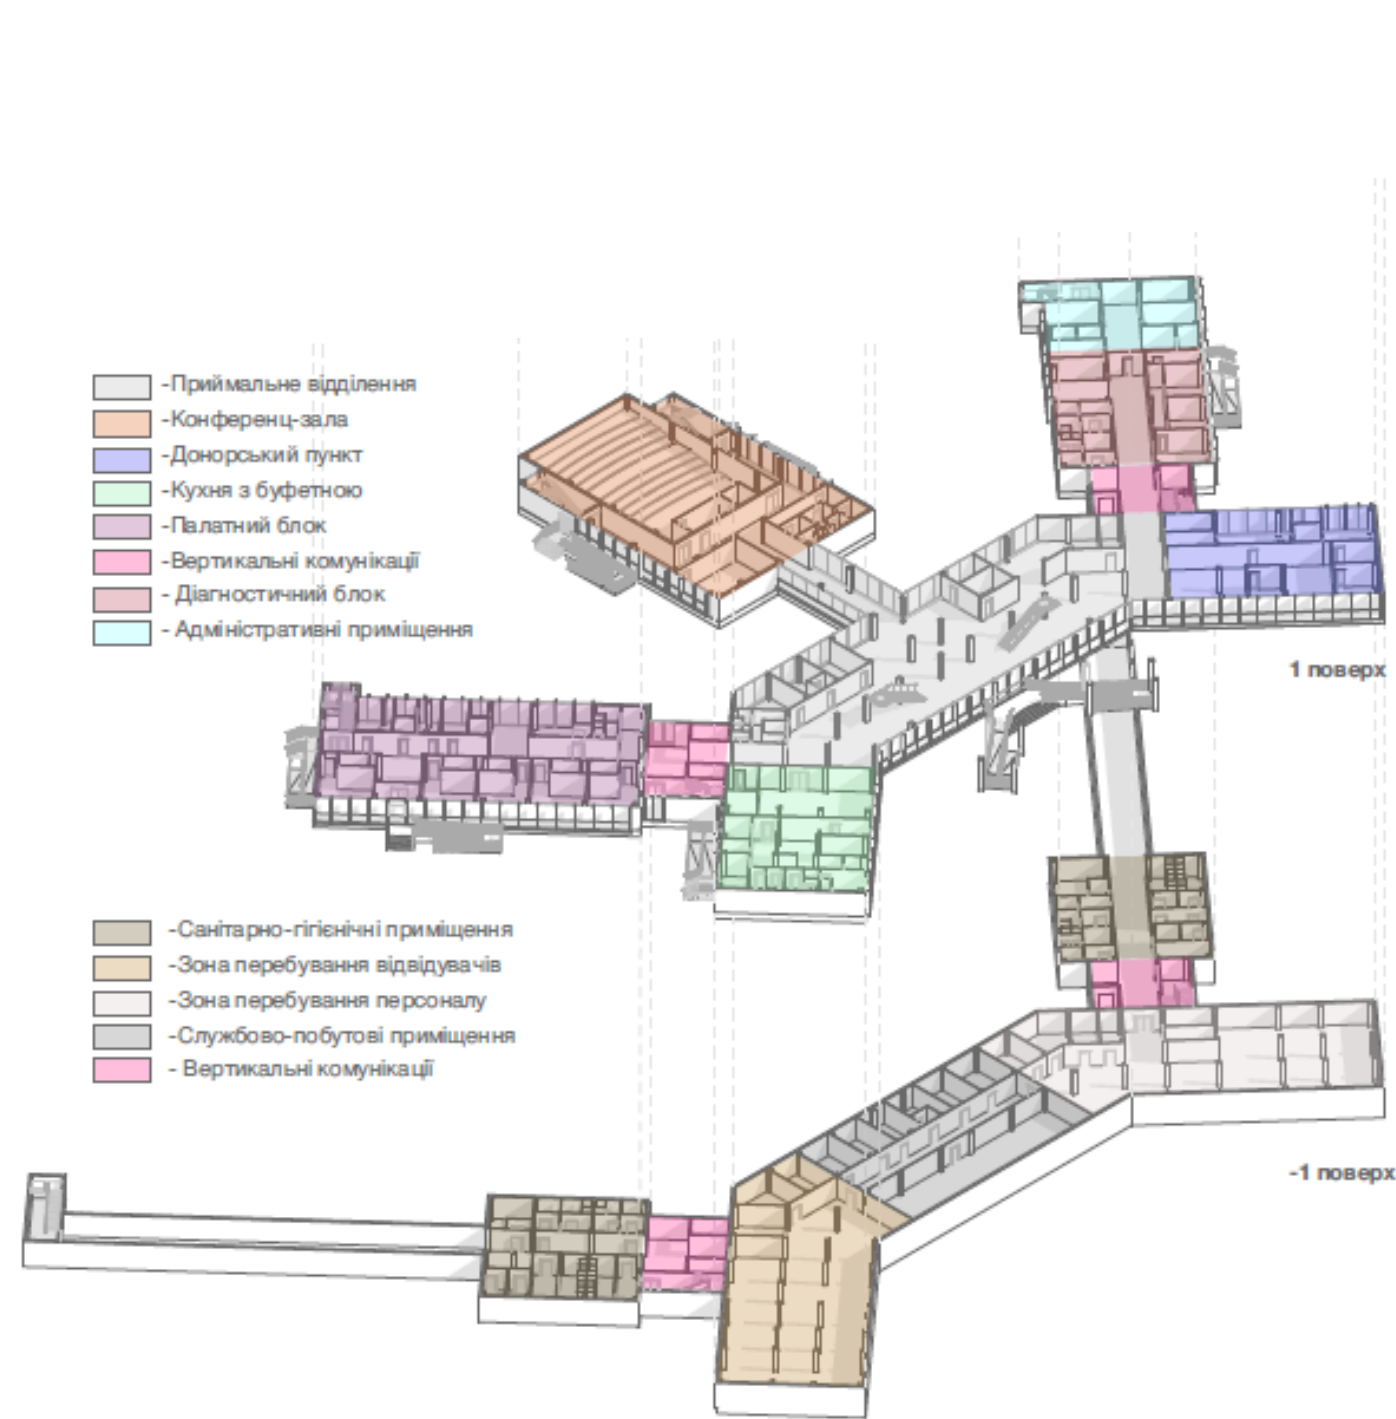 -Приймальне відділення
-Конференц-зала
-Донорський пункт
-Кухня з буфетною
-Палатний блок
-Вертикальні комунікації
- Діагностичний блок
- Адміністративні приміщення
1 поверх
-Санітарно-гігієнічні приміщення
-Зона перебування відвідувачів
-Зона перебування персоналу
-Службово-побутові приміщення
- Вертикальні комунікації
-1 поверх